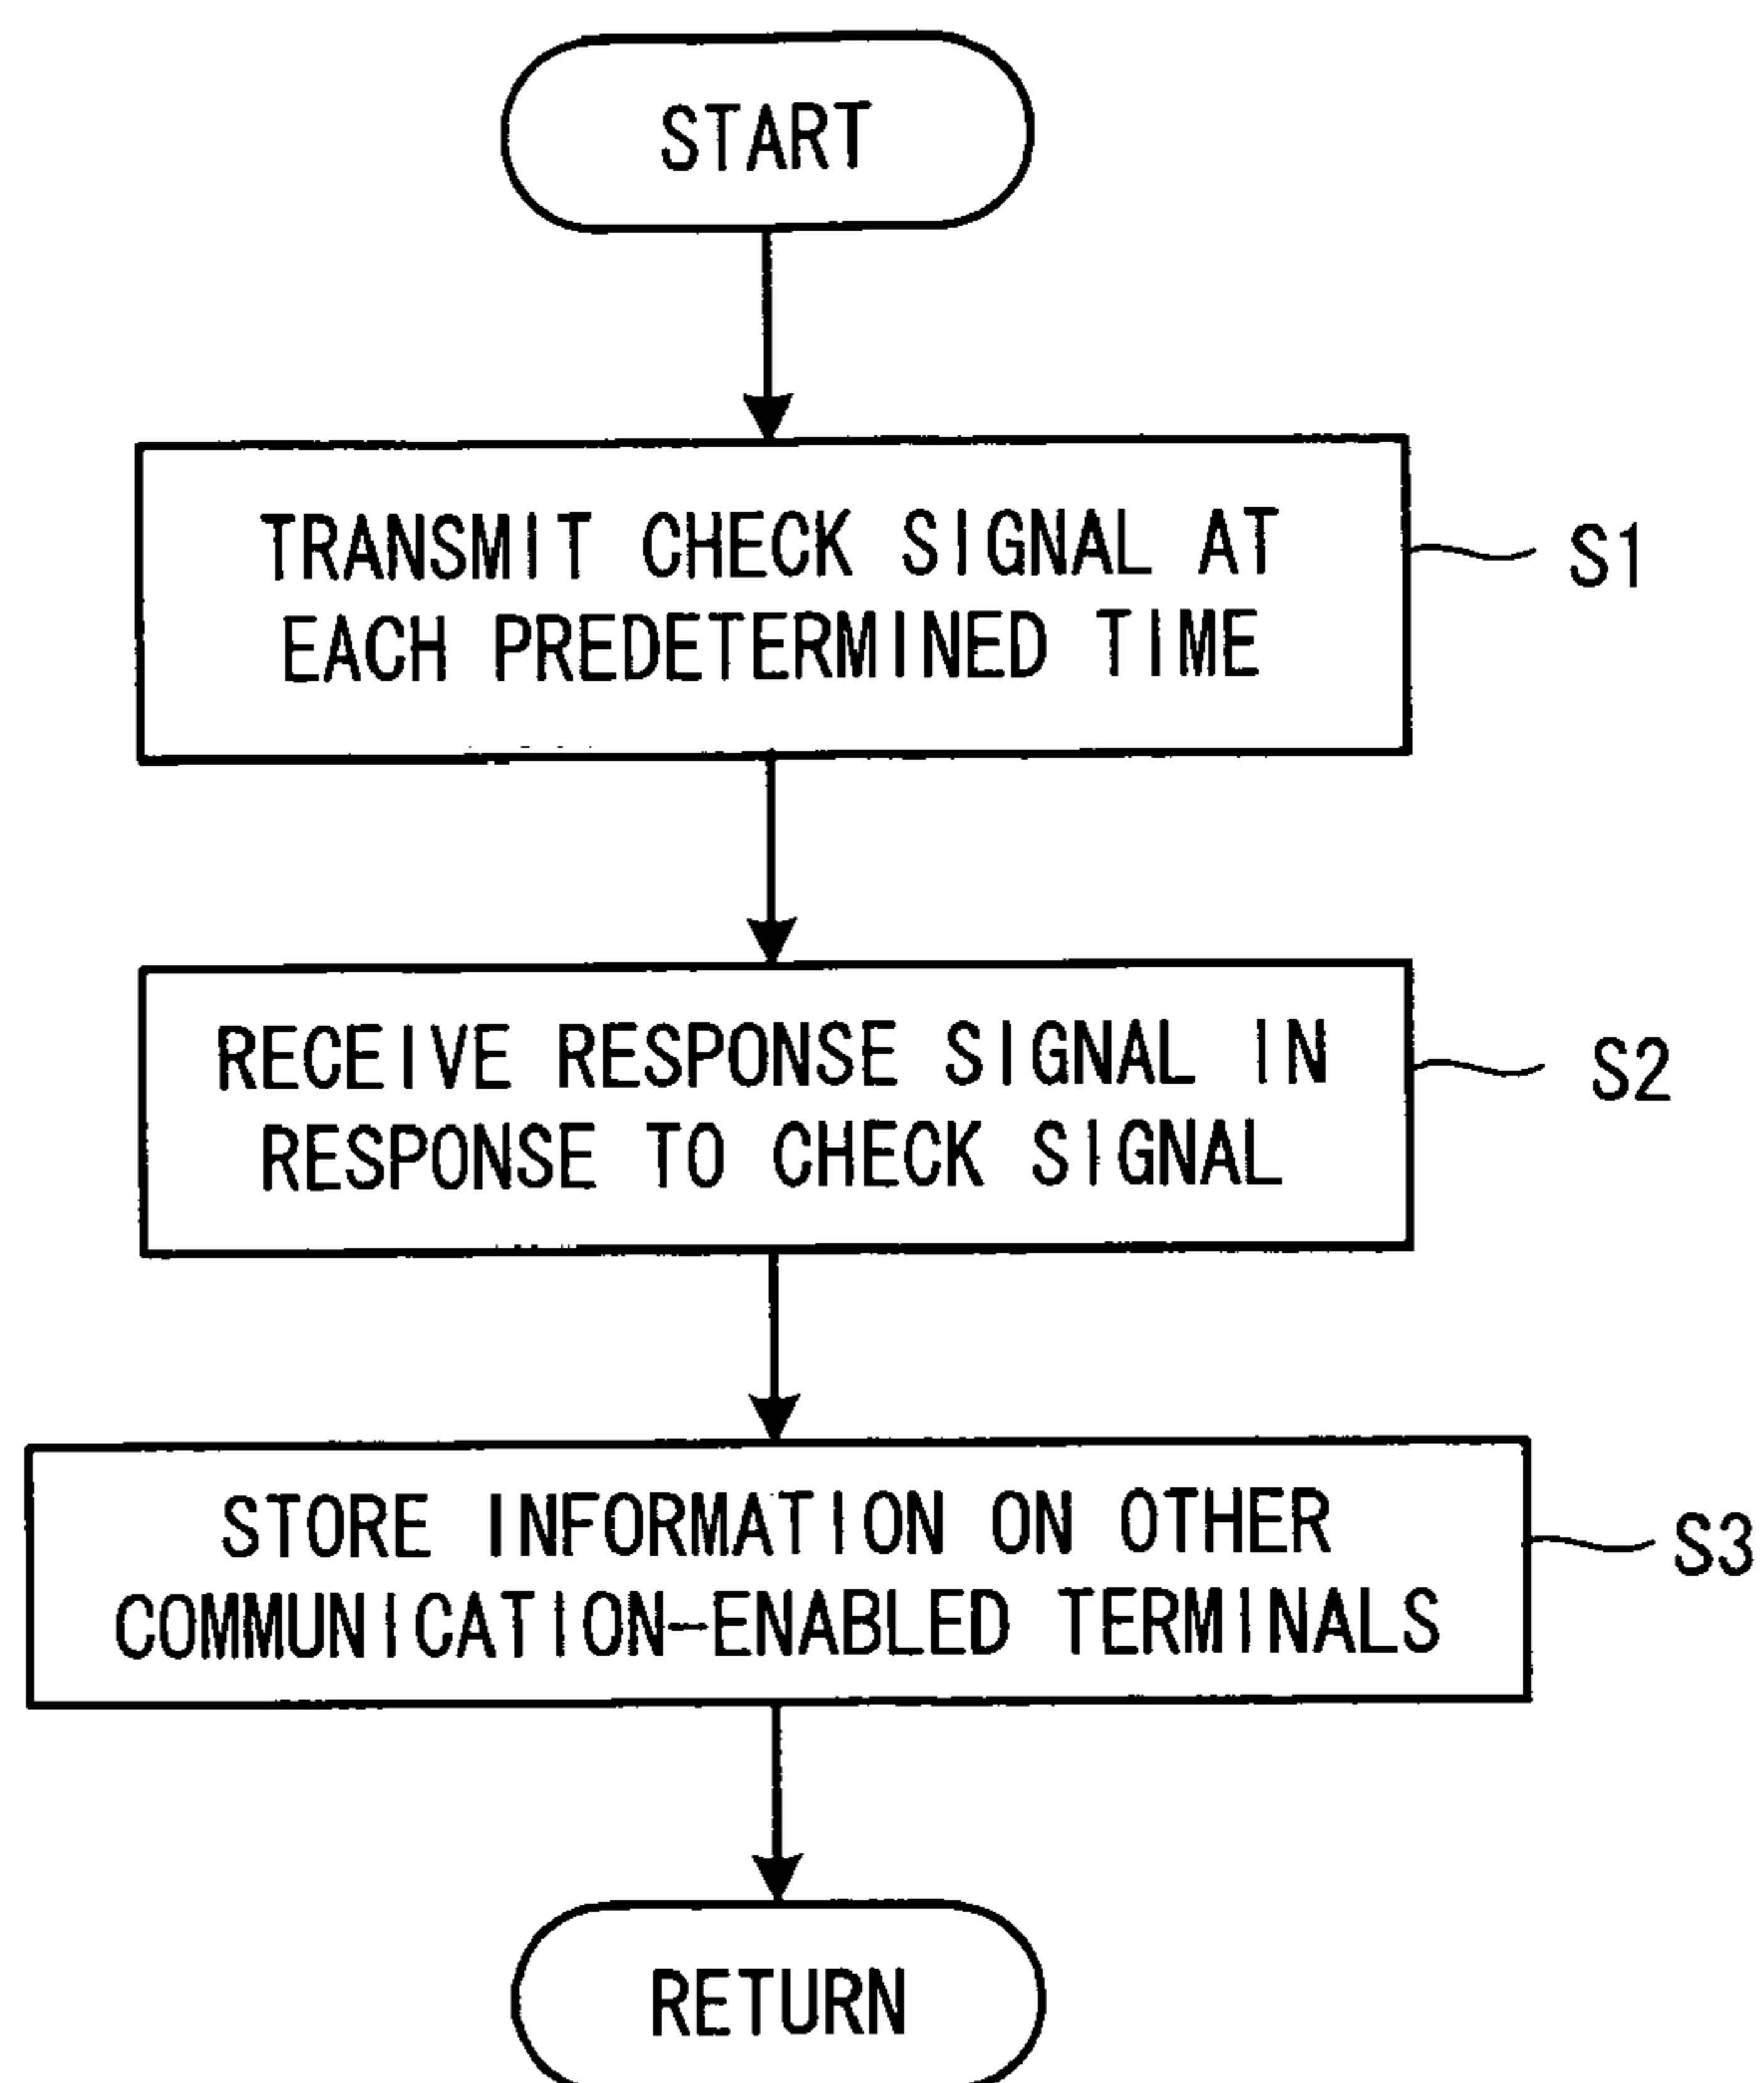 START
TRANSMIT CHECK SIGNAL AT
EACH PREDETERMINED TIME
S1
RECEIVE RESPONSE SIGNAL IN
RESPONSE TO CHECK SIGNAL
S2
STORE INFORMATION ON OTHER
COMMUNICATION-ENABLED TERMINALS
S3
RETURN